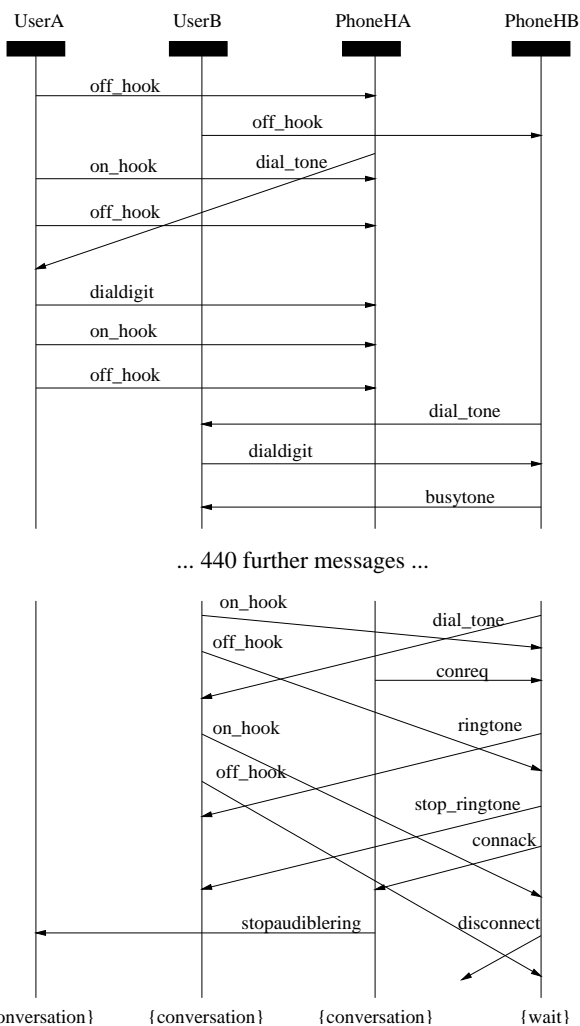 UserA UserB PhoneHA PhoneHB
off_hook
off_hook
on_hook dial_tone
off_hook
dialdigit
on_hook
off_hook
dial_tone
dialdigit
busytone
... 440 further messages ...
on_hook
dial_tone
off_hook
conreq
on_hook ringtone
off_hook
stop_ringtone
connack
stopaudiblering disconnect
onversation} {conversation} {conversation} {wait}